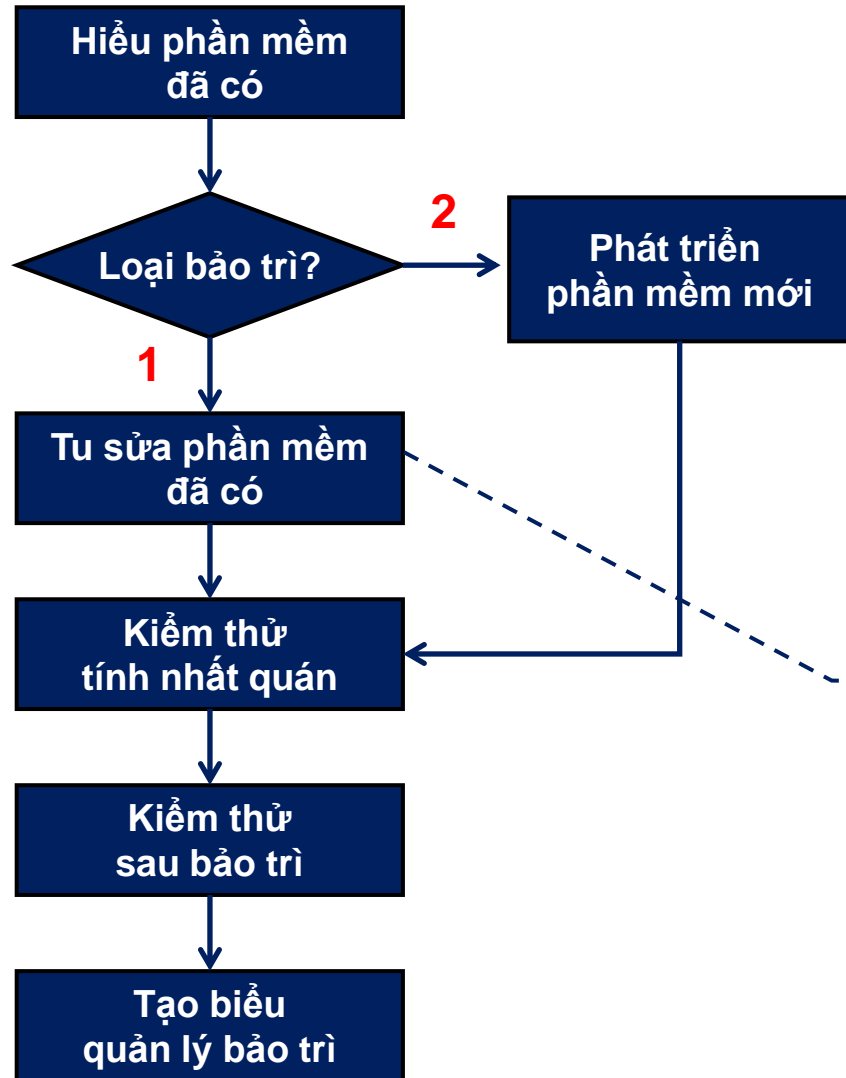 Hiểu phần mềm
đã có
Loại bảo trì?
2
Phát triển
phần mềm mới
1
Tu sửa phần mềm
đã có
Kiểm thử
tính nhất quán
Kiểm thử
sau bảo trì
Tạo biểu
quản lý bảo trì